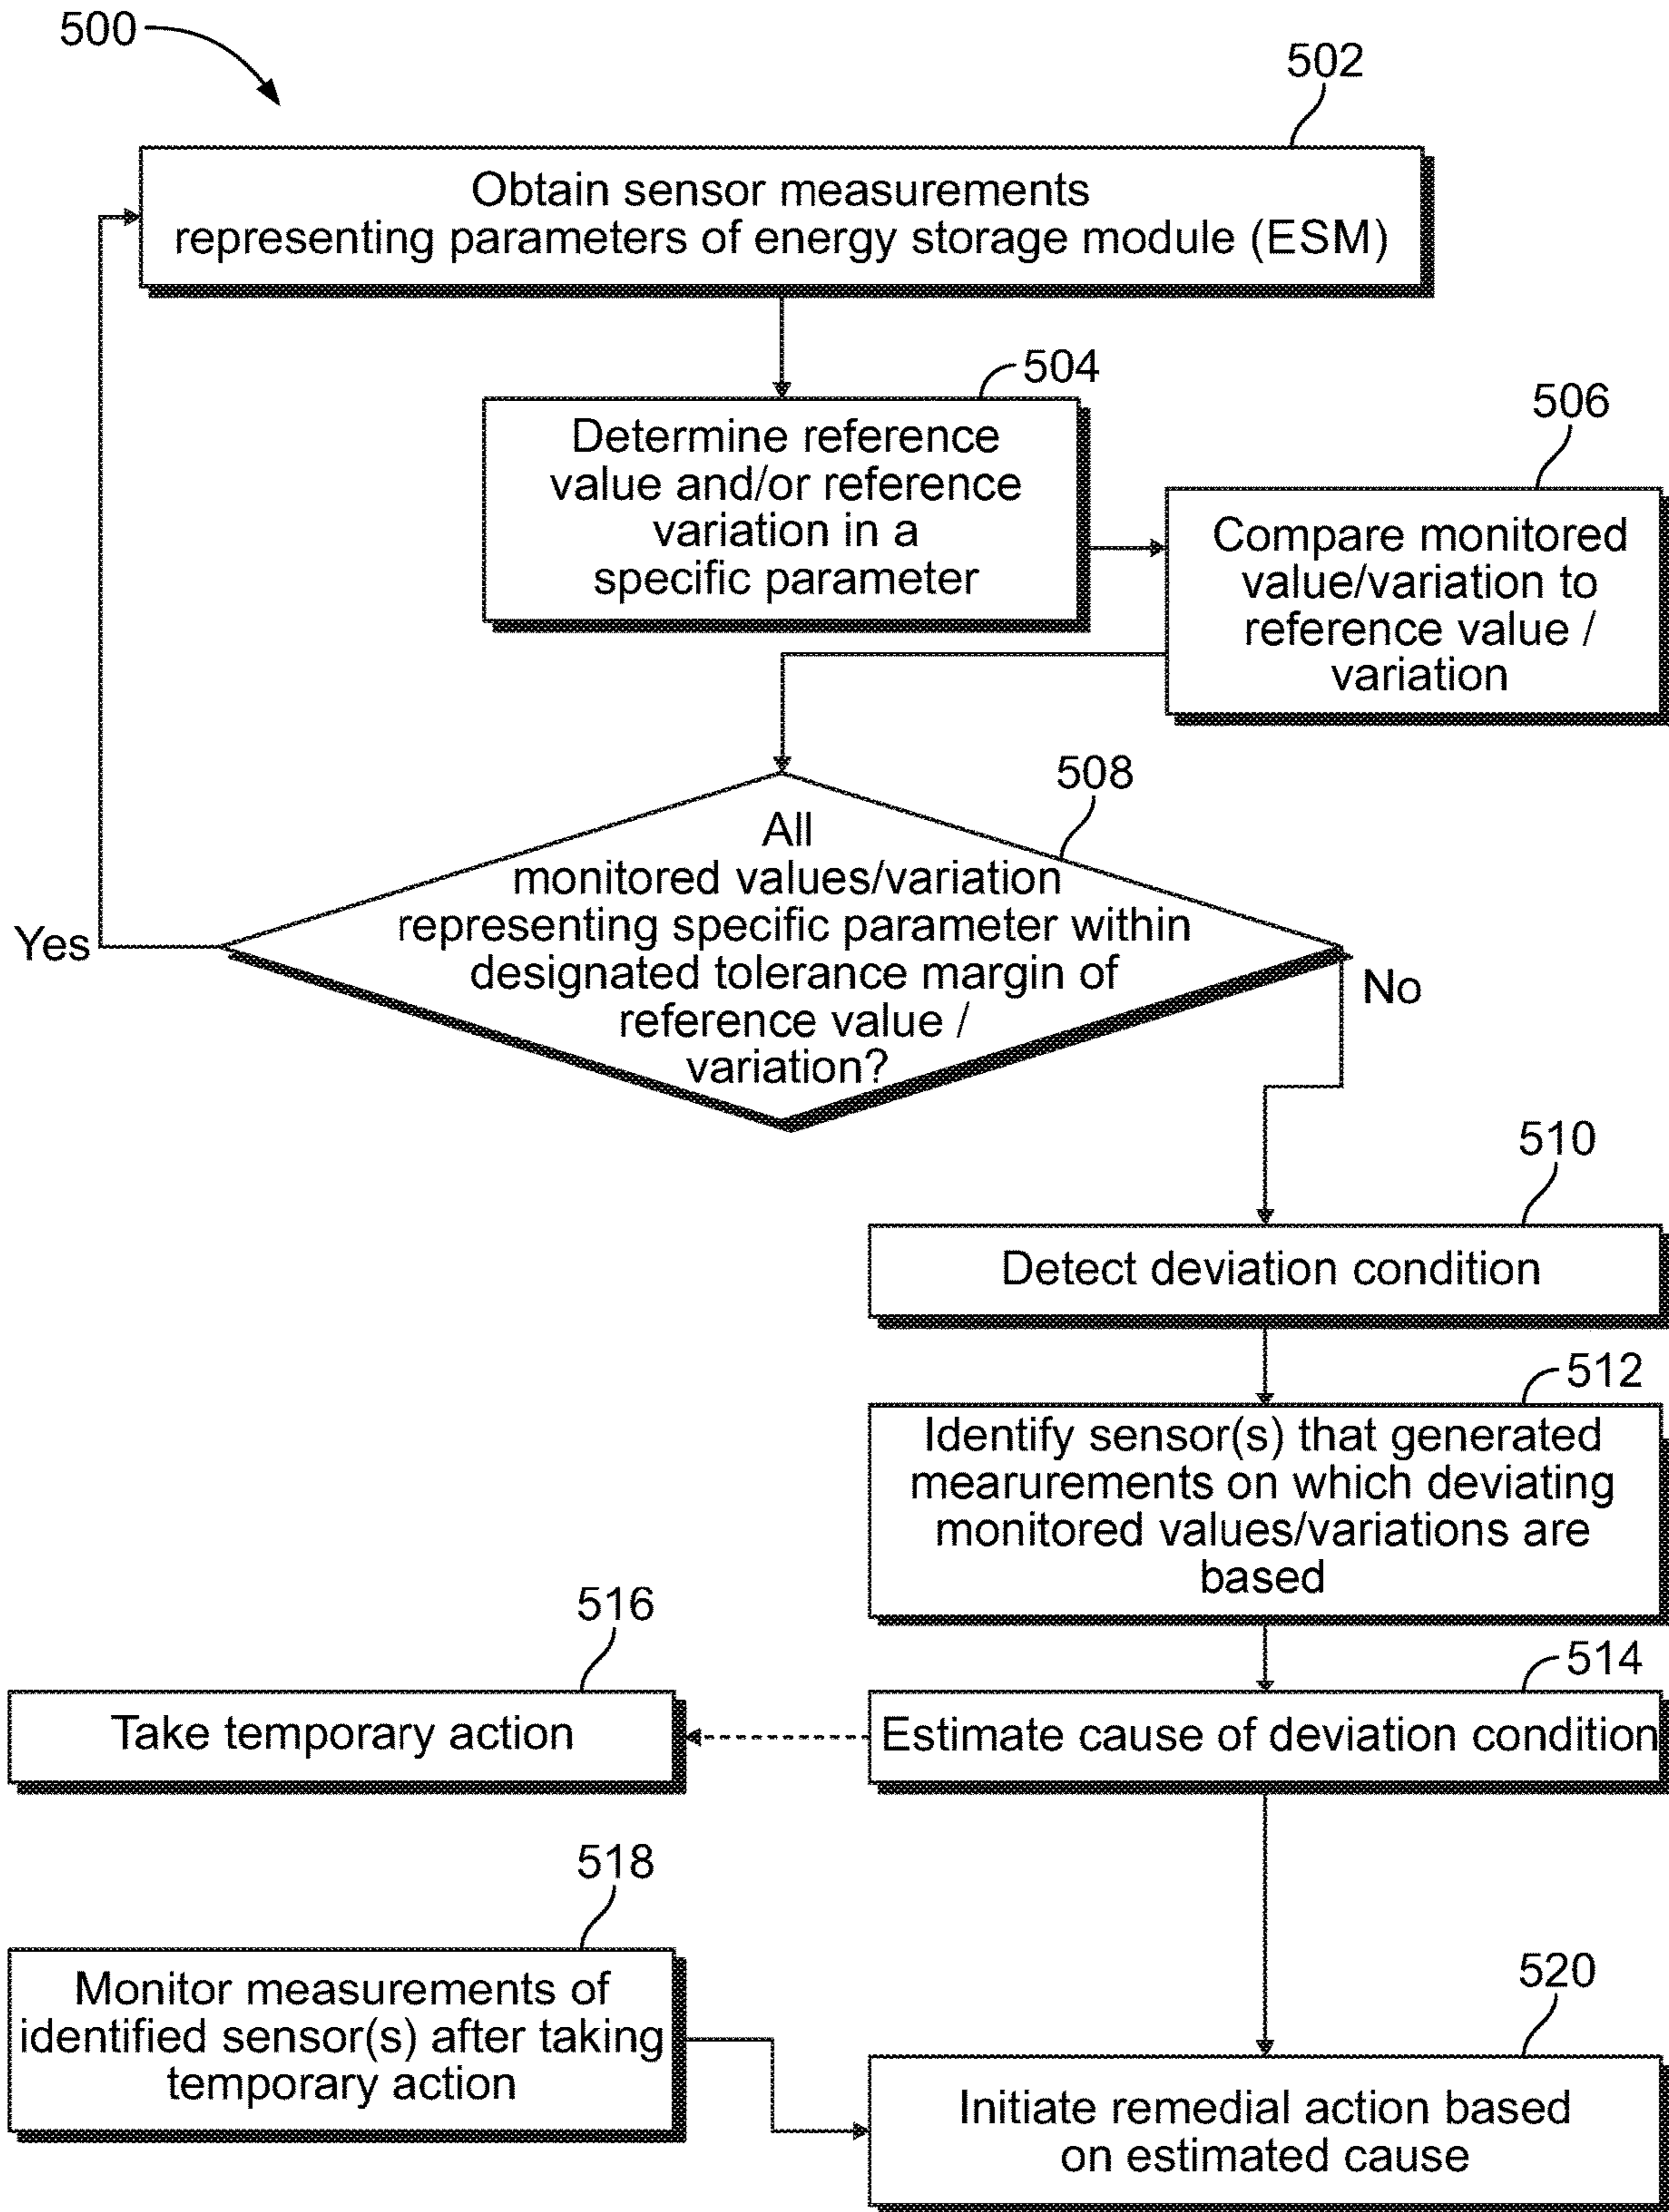 500
502
Obtain sensor measurements
representing parameters of energy storage module (ESM)
504
Determine reference
value and/or reference
variation in a
specific parameter
506
Compare monitored
value/variation to
reference value /
variation
508
All
monitored values/variation
representing specific parameter within
designated tolerance margin of
reference value /
variation?
Yes
No
510
Detect deviation condition
512
Identify sensor(s) that generated
mearurements on which deviating
monitored values/variations are
based
516
Take temporary action
514
Estimate cause of deviation condition
518
Monitor measurements of
identified sensor(s) after taking
temporary action
520
Initiate remedial action based
on estimated cause